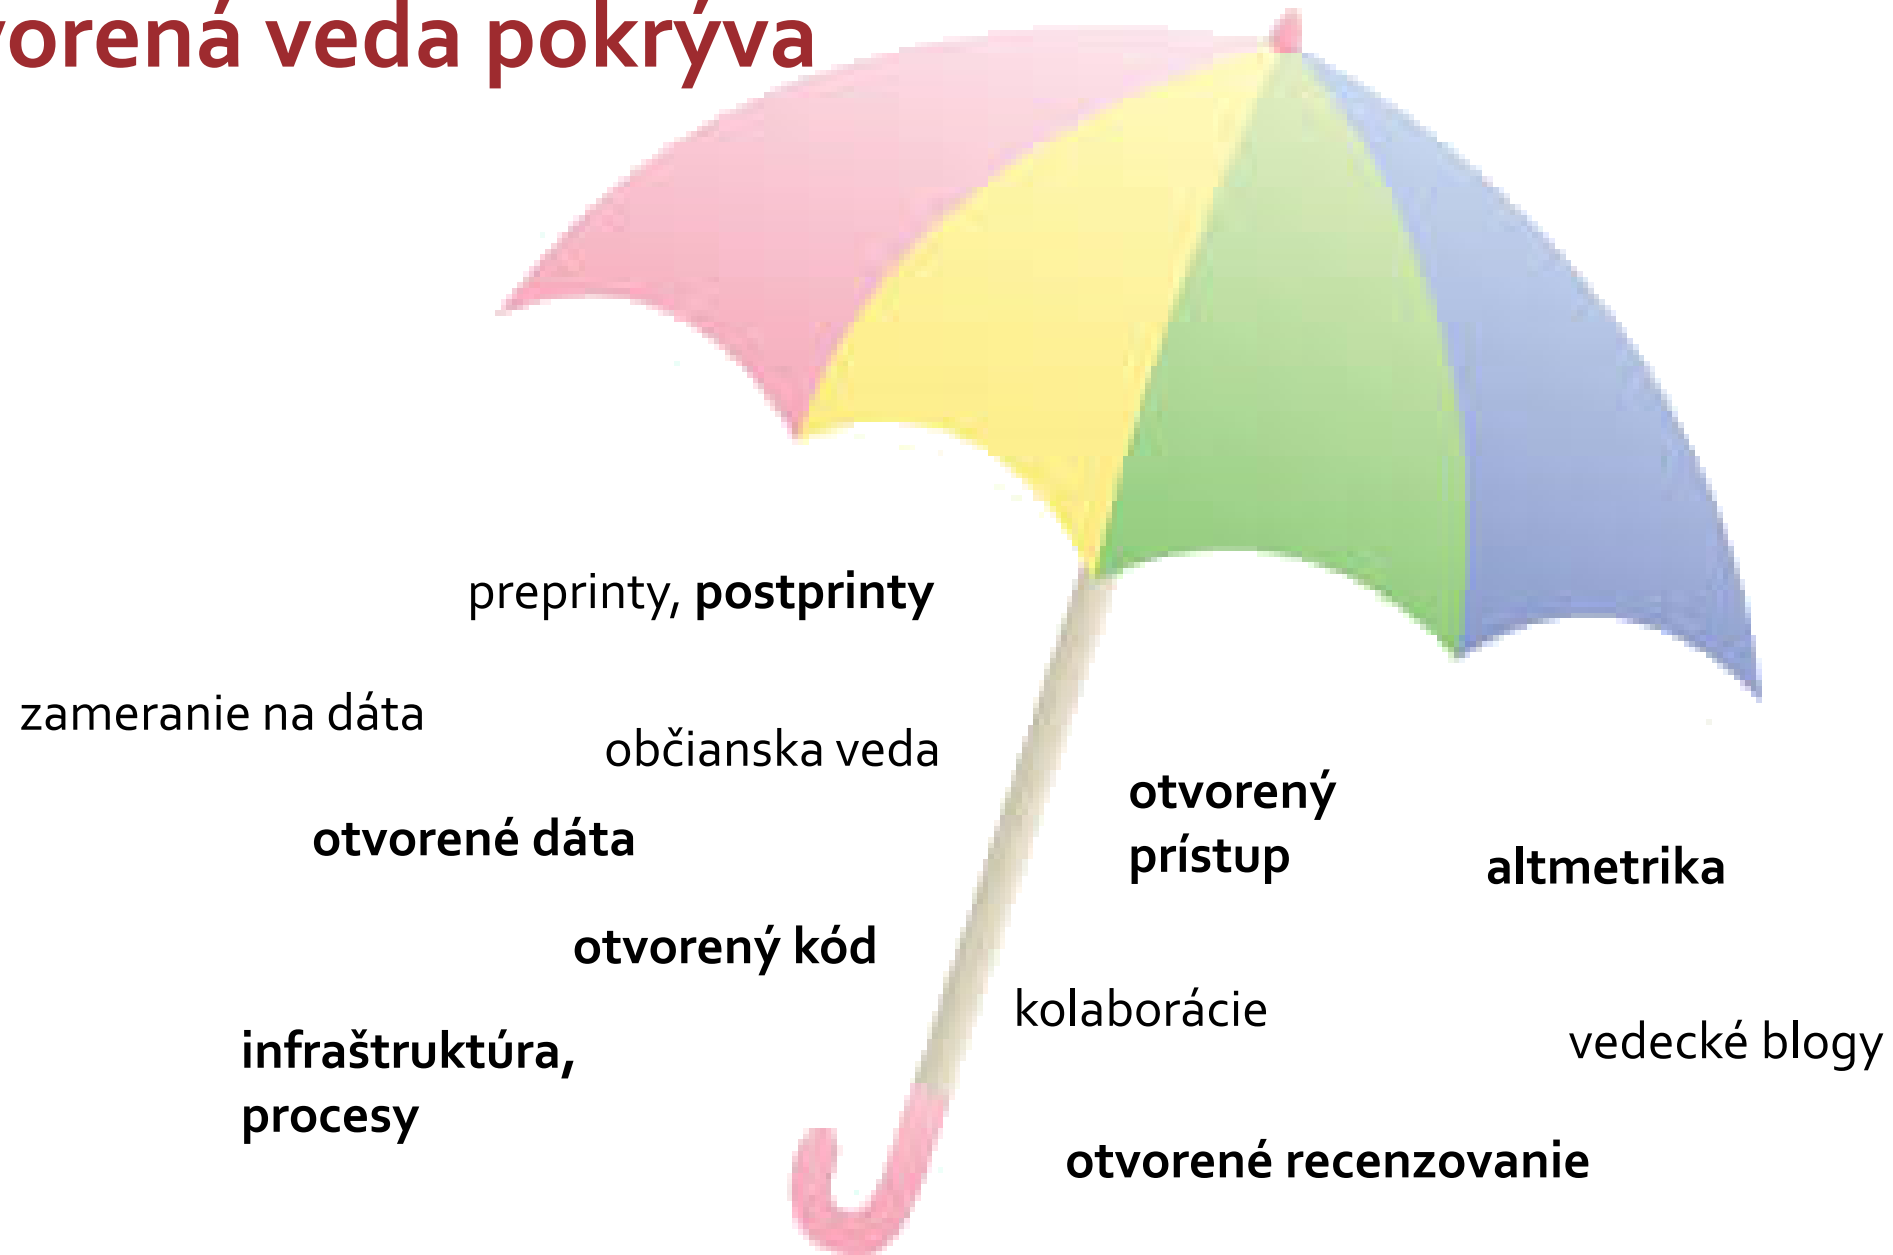 vorená veda pokrýva
preprinty, postprinty
zameranie na dáta
občianska veda
otvorené dáta
otvorený
prístup
altmetrika
otvorený kód
kolaborácie
vedecké blogy
infraštruktúra,
procesy
otvorené recenzovanie